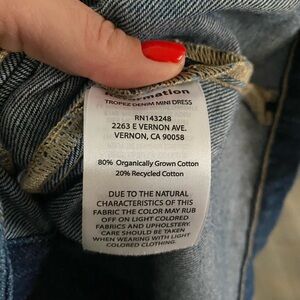 TROPEZ DENIM MINI DRESS
RN143248
2263 E VERNON AVE.
VERNON, CA 90058
80% Organically Grown Cotton
20% Recycled Cotton
DUE TO THE NATURAL
CHARACTERISTICS OF THIS
FABRIC THE COLOR MAY RUB
OFF ON LIGHT COLORED
FABRICS AND UPHOLSTERY.
CARE SHOULD BE TAKEN
WHEN WEARING WITH LIGHT
COLORED CLOTHING.